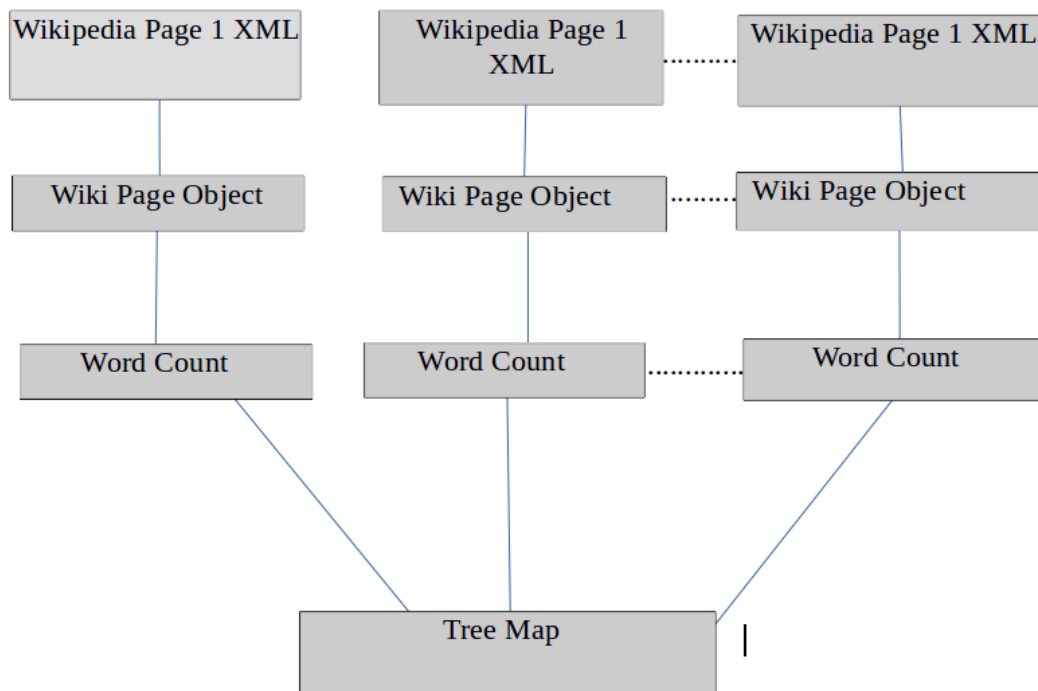 Wikipedia Page 1 XML
Wikipedia Page 1
XML
..........
Wikipedia Page 1 XML
Wiki Page Object
Wiki Page Object
.........
Wiki Page Object
Word Count
Word Count
.............
Word Count
Tree Map